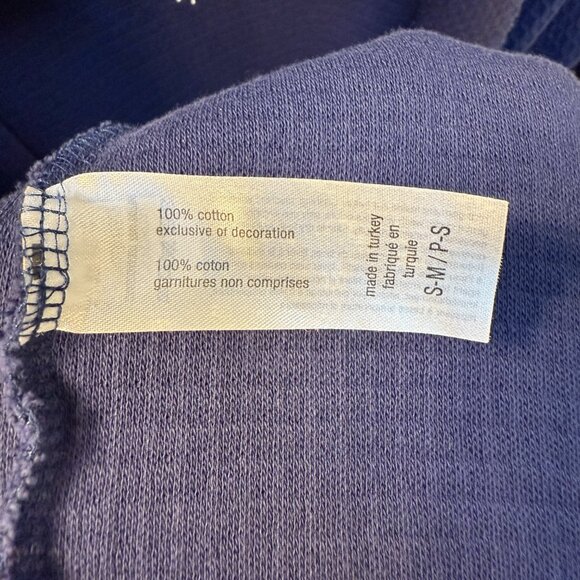 100% cotton
exclusive of decoration
100% coton
garnitures non comprises
made in turkey
fabriqué en
turquie
S-M / P-S